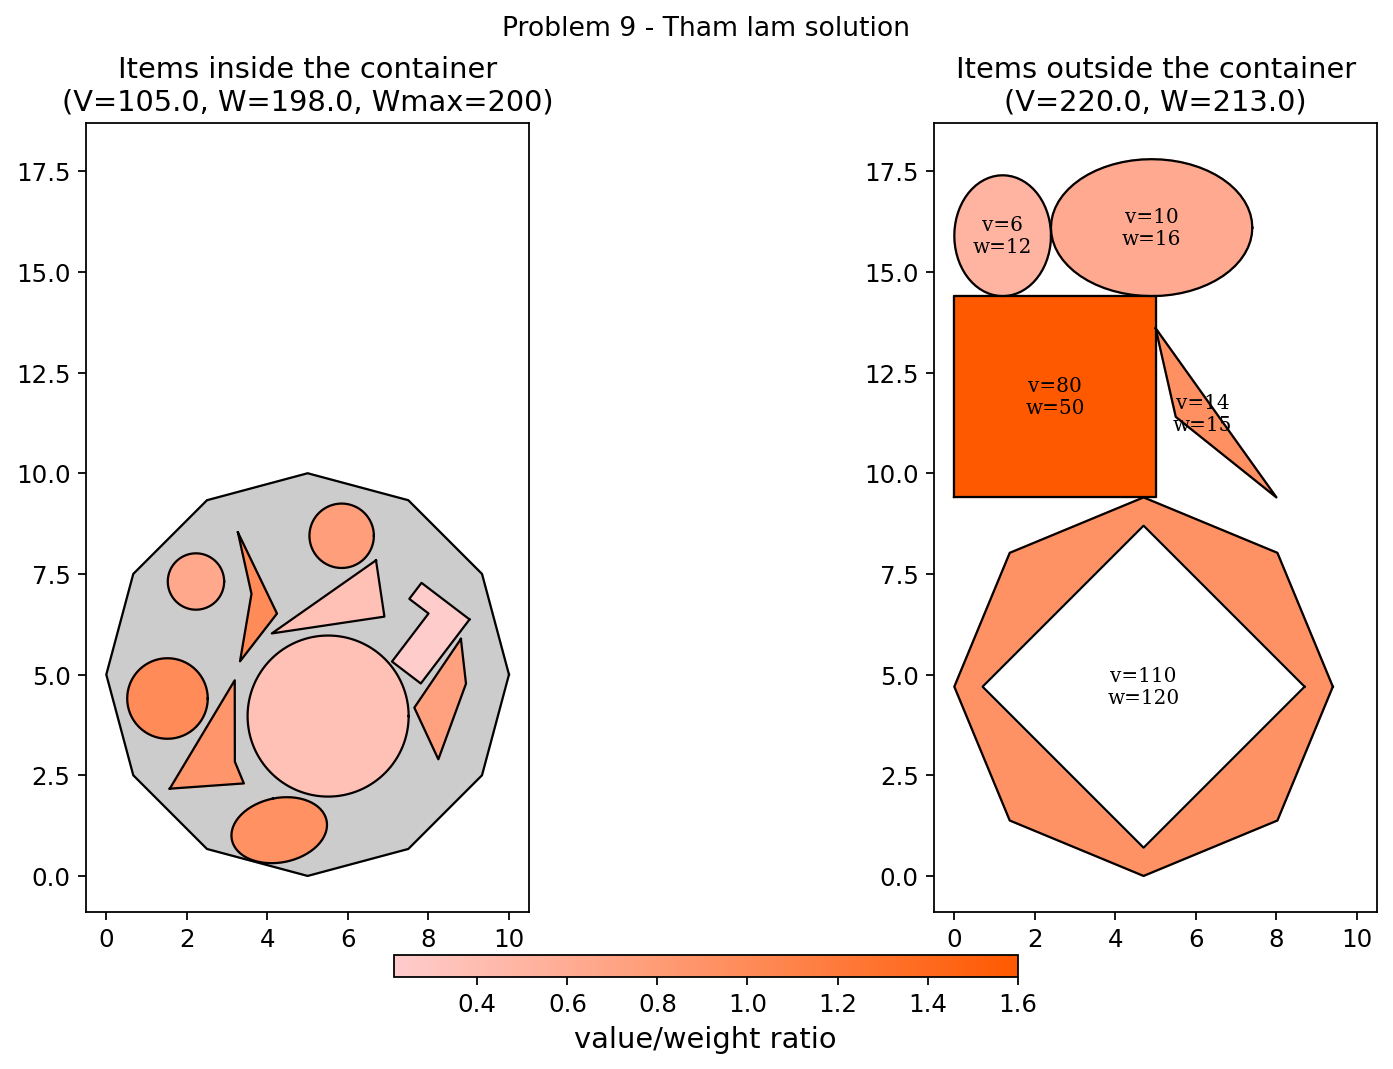 Problem 9 - Tham lam solution
Items inside the container
(V=105.0, W=198.0, Wmax=200)
17.5
15.0
12.5
10.0
7.5
5.0
2.5
0.0
0 2 4 6 8 10
Items outside the container
(V=220.0, W=213.0)
17.5
15.0
12.5
10.0
7.5
5.0
2.5
0.0
v=6
w=12
v=10
w=16
v=80
w=50
v=14
w=15
v=110
w=120
0 2 4 6 8 10
0.4 0.6 0.8 1.0 1.2 1.4 1.6
value/weight ratio